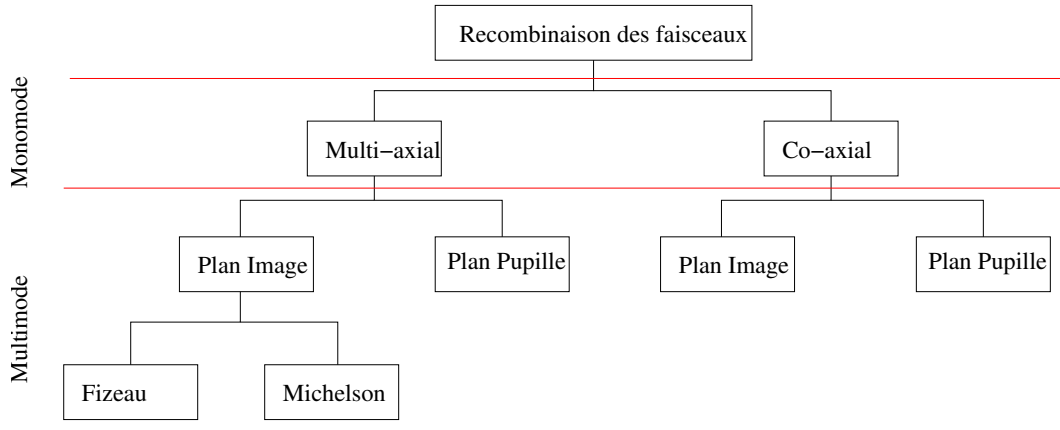 Recombinaison des faisceaux
Monomode
Multi−axial
Co−axial
Multimode
Plan Image
Plan Pupille
Plan Image
Plan Pupille
Fizeau
Michelson